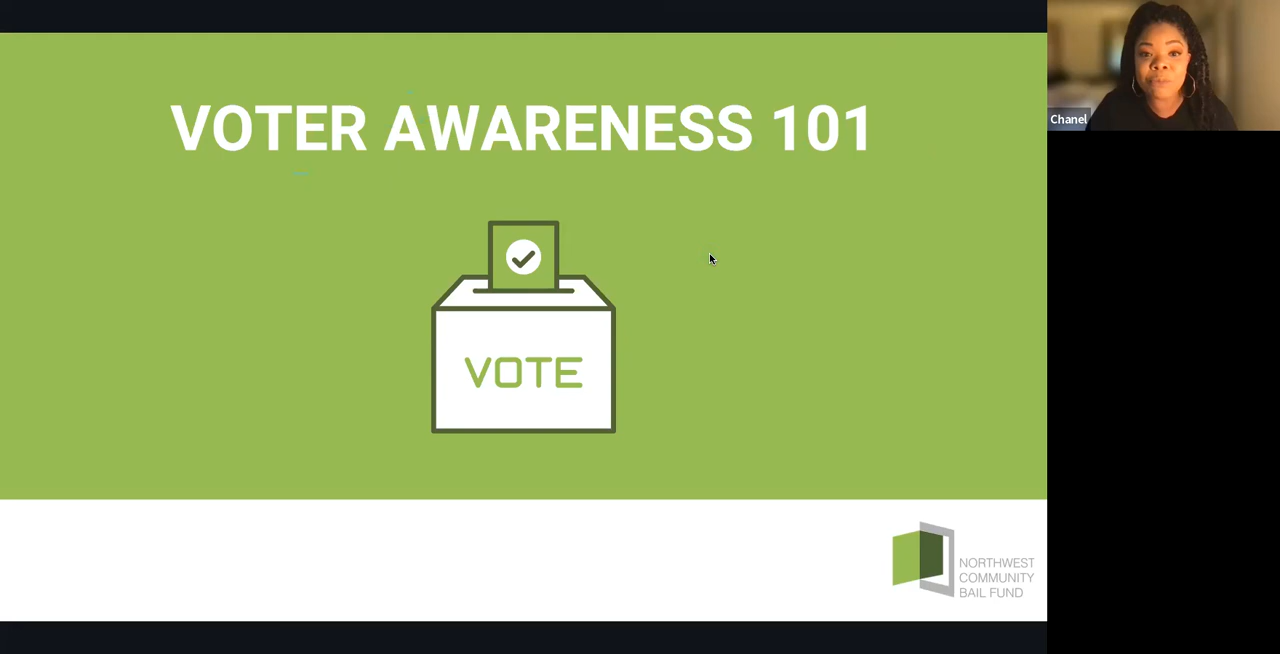 VOTER AWARENESS 101
VOTE
NORTHWEST
COMMUNITY
BAIL FUND
Chanel